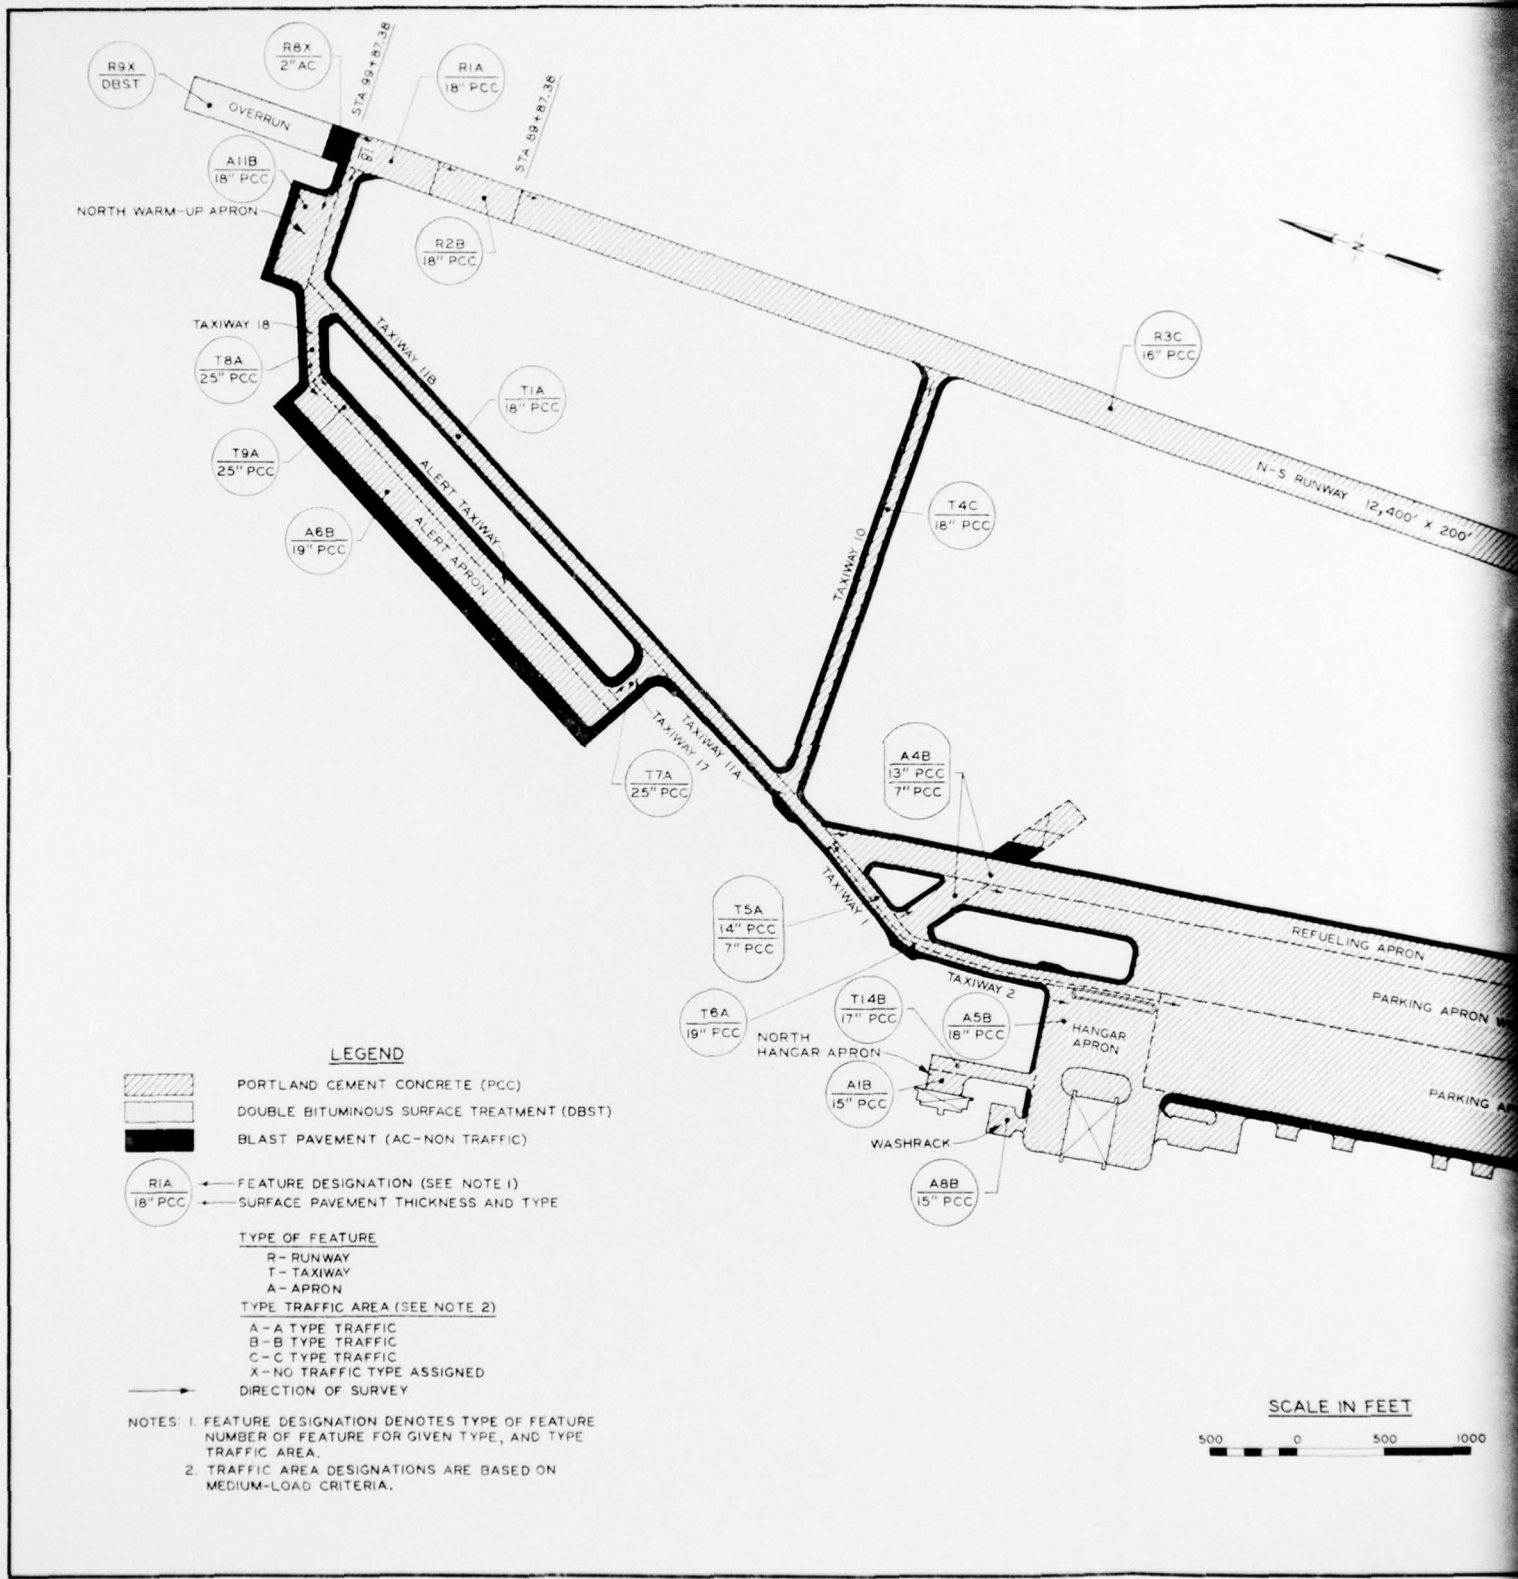 R9X
DBST
R8X
2" AC
STA 99+87.38
R1A
18" PCC
STA 89+87.38
OVERRUN
18
A11B
18" PCC
NORTH WARM-UP APRON
R2B
18" PCC
N
TAXIWAY 18
T8A
25" PCC
TAXIWAY 11B
T1A
18" PCC
R3C
16" PCC
T9A
25" PCC
N-S RUNWAY 12,400' X 200'
ALERT TAXIWAY
ALERT APRON
A6B
19" PCC
T4C
18" PCC
TAXIWAY 10
TAXIWAY 11A
TAXIWAY 17
T7A
25" PCC
A4B
13" PCC
7" PCC
TAXIWAY 1
T5A
14" PCC
7" PCC
REFUELING APRON
TAXIWAY 2
PARKING APRON
T6A
19" PCC
T14B
17" PCC
A5B
18" PCC
HANGAR
APRON
NORTH
HANGAR APRON
A1B
15" PCC
PARKING
WASHRACK
A8B
15" PCC
LEGEND
PORTLAND CEMENT CONCRETE (PCC)
DOUBLE BITUMINOUS SURFACE TREATMENT (DBST)
BLAST PAVEMENT (AC-NON TRAFFIC)
R1A
18" PCC
FEATURE DESIGNATION (SEE NOTE 1)
SURFACE PAVEMENT THICKNESS AND TYPE
TYPE OF FEATURE
R - RUNWAY
T - TAXIWAY
A - APRON
TYPE TRAFFIC AREA (SEE NOTE 2)
A - A TYPE TRAFFIC
B - B TYPE TRAFFIC
C - C TYPE TRAFFIC
X - NO TRAFFIC TYPE ASSIGNED
DIRECTION OF SURVEY
NOTES: 1. FEATURE DESIGNATION DENOTES TYPE OF FEATURE
NUMBER OF FEATURE FOR GIVEN TYPE, AND TYPE
TRAFFIC AREA.
2. TRAFFIC AREA DESIGNATIONS ARE BASED ON
MEDIUM-LOAD CRITERIA.
SCALE IN FEET
500 0 500 1000